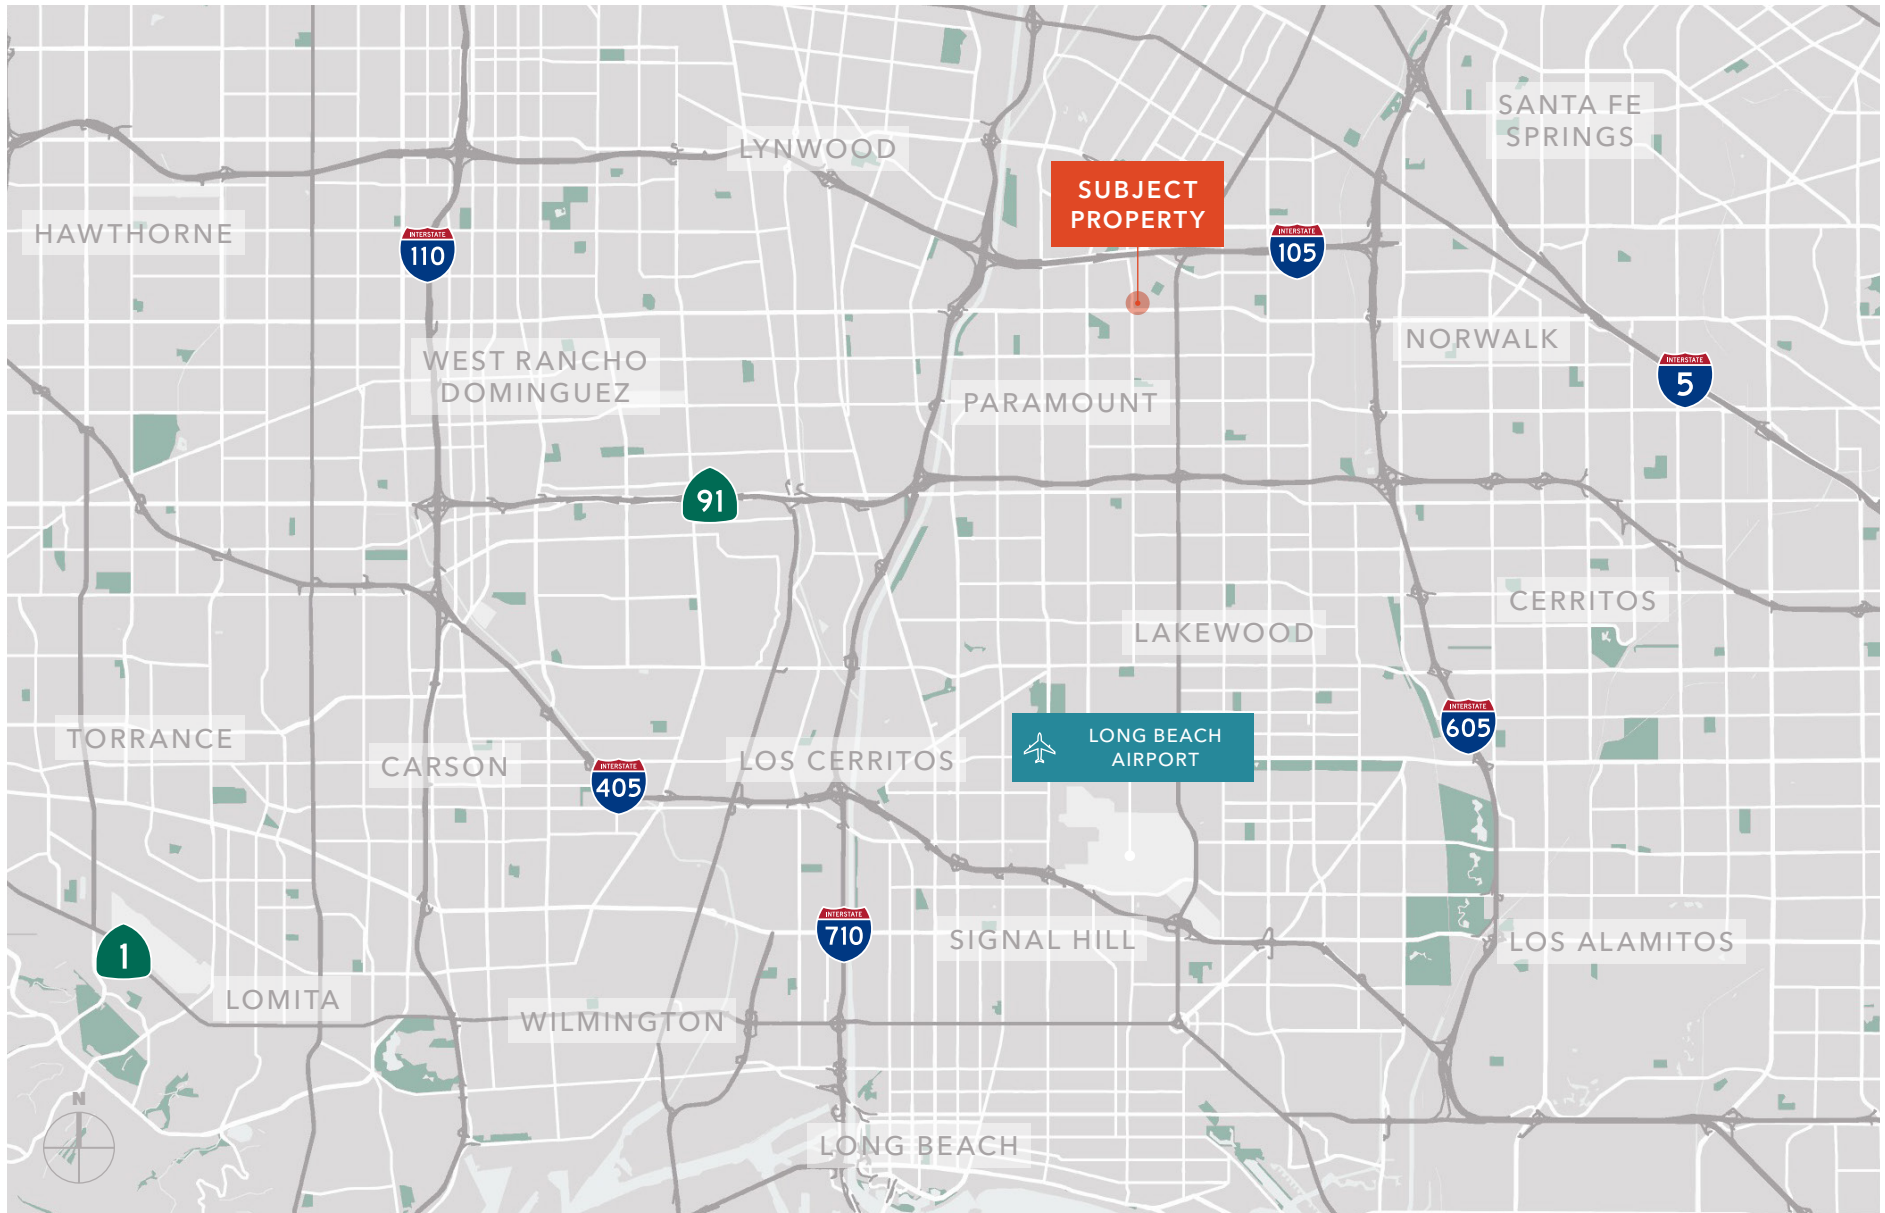 SANTA FE
SPRINGS
LYNWOOD
SUBJECT
PROPERTY
HAWTHORNE
INTERSTATE
110
INTERSTATE
105
NORWALK
WEST RANCHO
DOMINGUEZ
INTERSTATE
5
PARAMOUNT
91
CERRITOS
LAKEWOOD
INTERSTATE
605
TORRANCE
CARSON
INTERSTATE
405
LOS CERRITOS
LONG BEACH
AIRPORT
INTERSTATE
710
SIGNAL HILL
LOS ALAMITOS
1
LOMITA
WILMINGTON
N
LONG BEACH